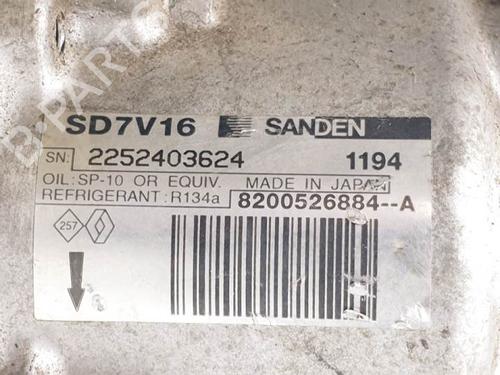 B-PARTS
SD7V16 SANDEN
SN: 2252403624 1194
OIL: SP-10 OR EQUIV. MADE IN JAPAN
REFRIGERANT: R134a 8200526884--A
257